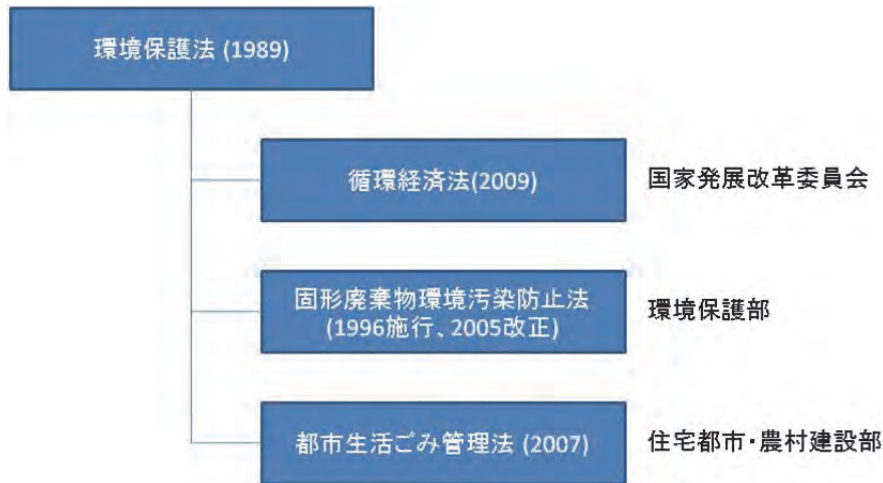 環境保護法 (1989)
循環経済法(2009)
国家発展改革委員会
固形廃棄物環境汚染防止法
(1996施行、2005改正)
環境保護部
都市生活ごみ管理法 (2007)
住宅都市・農村建設部